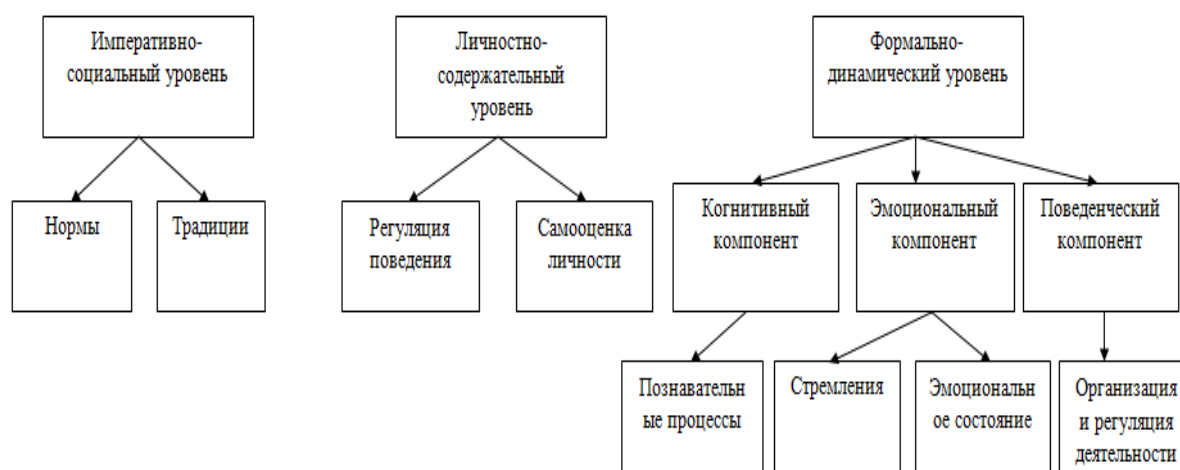 Императивно-
социальный уровень
Личностно-
содержательный
уровень
Формально-
динамический уровень
Нормы
Традиции
Регуляция
поведения
Самооценка
личности
Когнитивный
компонент
Эмоциональный
компонент
Поведенческий
компонент
Познавательн
ые процессы
Стремления
Эмоциональн
ое состояние
Организация
и регуляция
деятельности